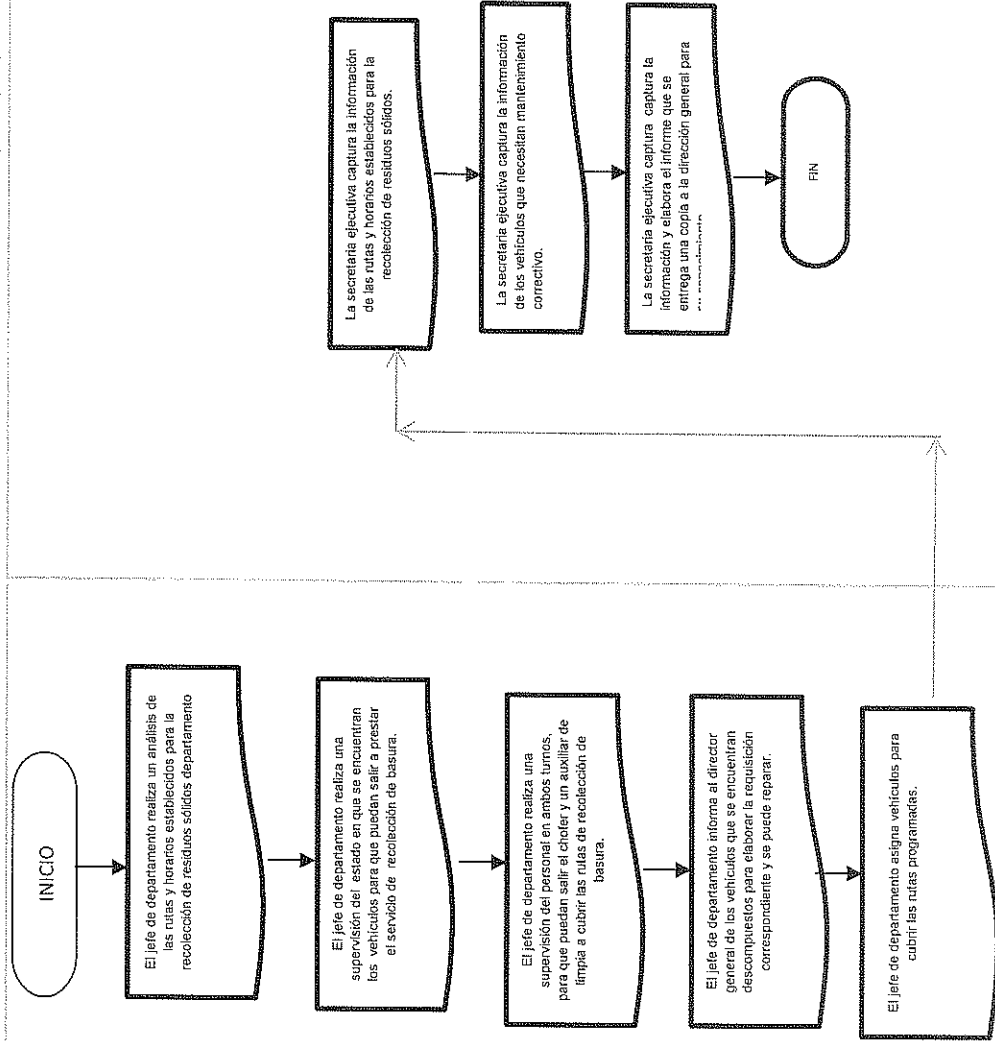 INICIO
El jefe de departamento realiza un análisis de
las rutas y horarios establecidos para la
recolección de residuos sólidos departamento
El jefe de departamento realiza una
supervisión del estado en que se encuentran
los vehículos para que puedan salir a prestar
el servicio de recolección de basura.
El jefe de departamento realiza una
supervisión del personal en ambos turnos,
para que puedan salir el chofer y un auxiliar de
limpia a cubrir las rutas de recolección de
basura.
El jefe de departamento informa al director
general de los vehículos que se encuentran
descompuestos para elaborar la requisición
correspondiente y se puede reparar.
El jefe de departamento asigna vehículos para
cubrir las rutas programadas.
La secretaria ejecutiva captura la información
de las rutas y horarios establecidos para la
recolección de residuos sólidos.
La secretaria ejecutiva captura la información
de los vehículos que necesitan mantenimiento
correctivo.
La secretaria ejecutiva captura captura la
información y elabora el informe que se
entrega una copia a la dirección general para
FIN